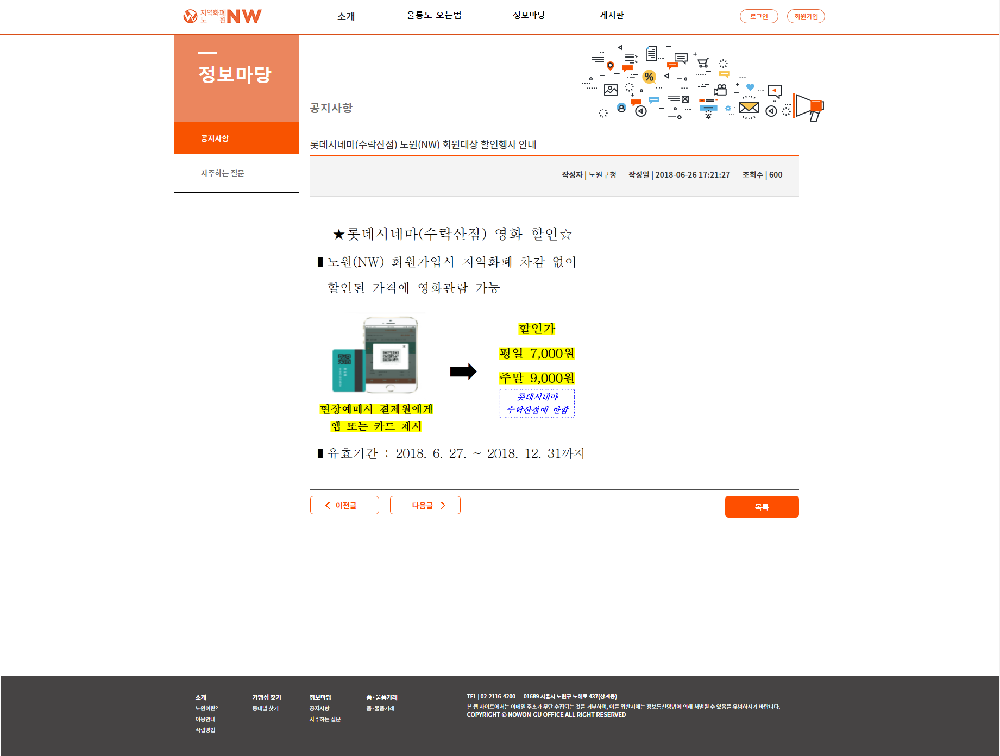 지역화폐
노 원 NW
소개
울릉도 오는법
정보마당
게시판
로그인
회원가입
정보마당
공지사항
공지사항
자주하는 질문
%
롯데시네마(수락산점) 노원(NW) 회원대상 할인행사 안내
작성자 | 노원구청 작성일 | 2018-06-26 17:21:27 조회수 | 600
★롯데시네마(수락산점) 영화 할인☆
▮노원(NW) 회원가입시 지역화폐 차감 없이
할인된 가격에 영화관람 가능
할인가
평일 7,000원
주말 9,000원
롯데시네마
수락산점에 한함
현장예매시 결제원에게
앱 또는 카드 제시
▮유효기간 : 2018. 6. 27. ~ 2018. 12. 31까지
이전글
다음글
목록
소개
노원이란?
이용안내
적립방법
가맹점 찾기
동네별 찾기
정보마당
공지사항
자주하는 질문
품·물품거래
품·물품거래
TEL | 02-2116-4200 01689 서울시 노원구 노해로 437(상계동)
본 웹 사이트에서는 이메일 주소가 무단 수집되는 것을 거부하며, 이를 위반시에는 정보통신망법에 의해 처벌될 수 있음을 유념하시기 바랍니다.
COPYRIGHT © NOWON-GU OFFICE ALL RIGHT RESERVED